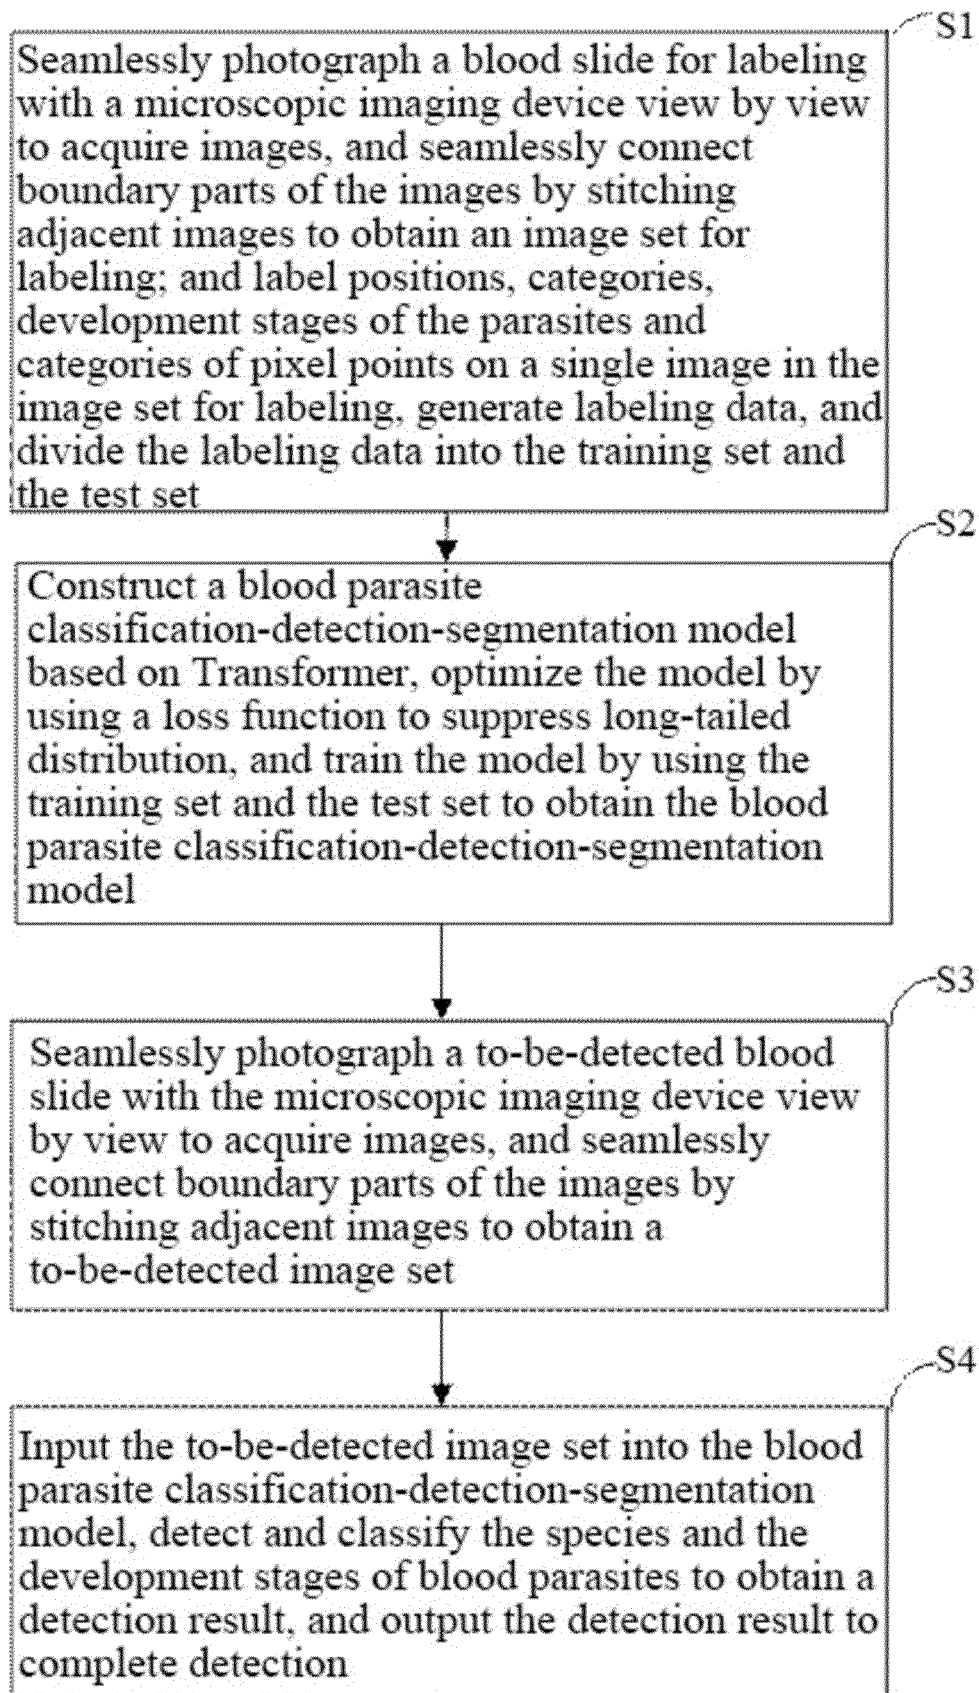 S1
Seamlessly photograph a blood slide for labeling
with a microscopic imaging device view by view
to acquire images, and seamlessly connect
boundary parts of the images by stitching
adjacent images to obtain an image set for
labeling; and label positions, categories,
development stages of the parasites and
categories of pixel points on a single image in the
image set for labeling, generate labeling data, and
divide the labeling data into the training set and
the test set
S2
Construct a blood parasite
classification-detection-segmentation model
based on Transformer, optimize the model by
using a loss function to suppress long-tailed
distribution, and train the model by using the
training set and the test set to obtain the blood
parasite classification-detection-segmentation
model
S3
Seamlessly photograph a to-be-detected blood
slide with the microscopic imaging device view
by view to acquire images, and seamlessly
connect boundary parts of the images by
stitching adjacent images to obtain a
to-be-detected image set
S4
Input the to-be-detected image set into the blood
parasite classification-detection-segmentation
model, detect and classify the species and the
development stages of blood parasites to obtain a
detection result, and output the detection result to
complete detection